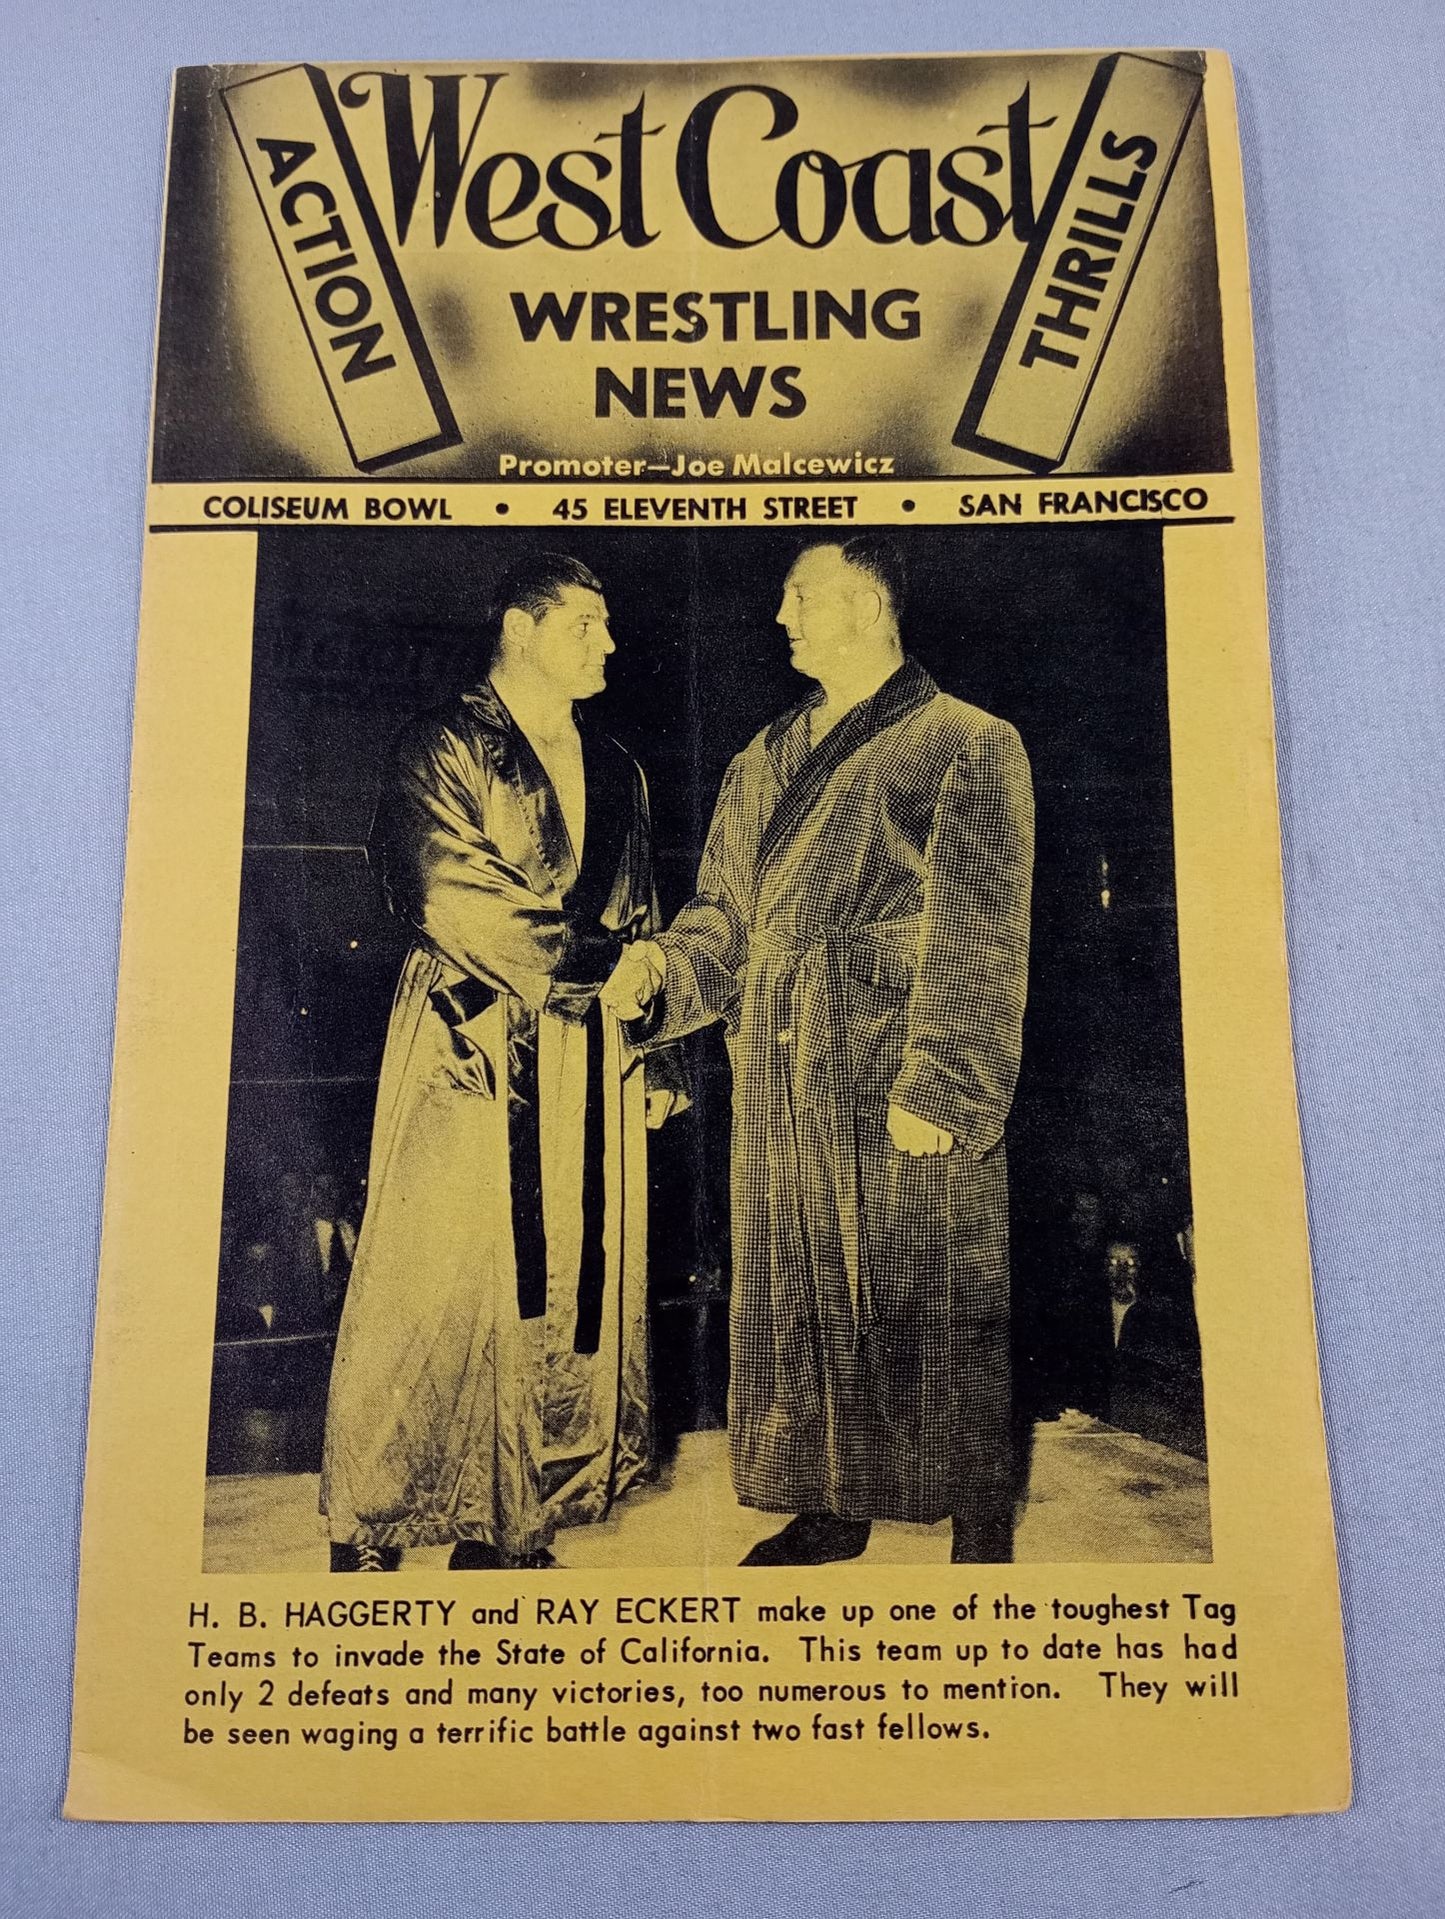 ACTION
West Coast
THRILLS
WRESTLING
NEWS
Promoter—Joe Malcewicz
COLISEUM BOWL • 45 ELEVENTH STREET • SAN FRANCISCO
H. B. HAGGERTY and RAY ECKERT make up one of the toughest Tag
Teams to invade the State of California. This team up to date has had
only 2 defeats and many victories, too numerous to mention. They will
be seen waging a terrific battle against two fast fellows.